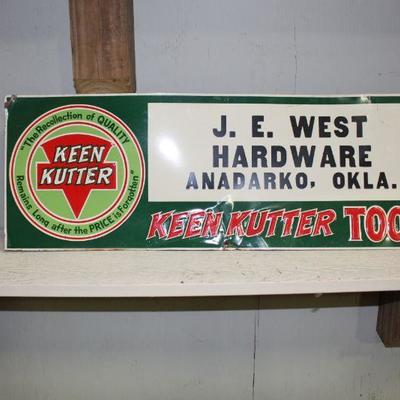 "The Recollection of QUALITY
Remains Long after the PRICE is Forgotten"
KEEN
KUTTER
J. E. WEST
HARDWARE
ANADARKO, OKLA.
KEEN KUTTER TOO